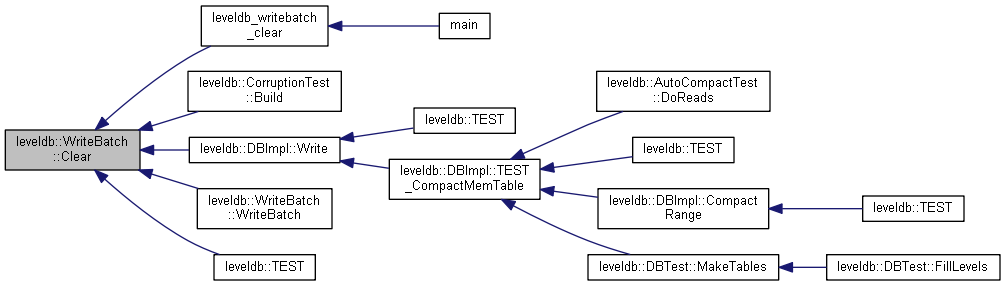 leveldb::WriteBatch
::Clear
leveldb_writebatch
_clear
main
leveldb::CorruptionTest
::Build
leveldb::DBImpl::Write
leveldb::TEST
leveldb::DBImpl::TEST
_CompactMemTable
leveldb::AutoCompactTest
::DoReads
leveldb::TEST
leveldb::DBImpl::Compact
Range
leveldb::TEST
leveldb::DBTest::MakeTables
leveldb::DBTest::FillLevels
leveldb::WriteBatch
::WriteBatch
leveldb::TEST